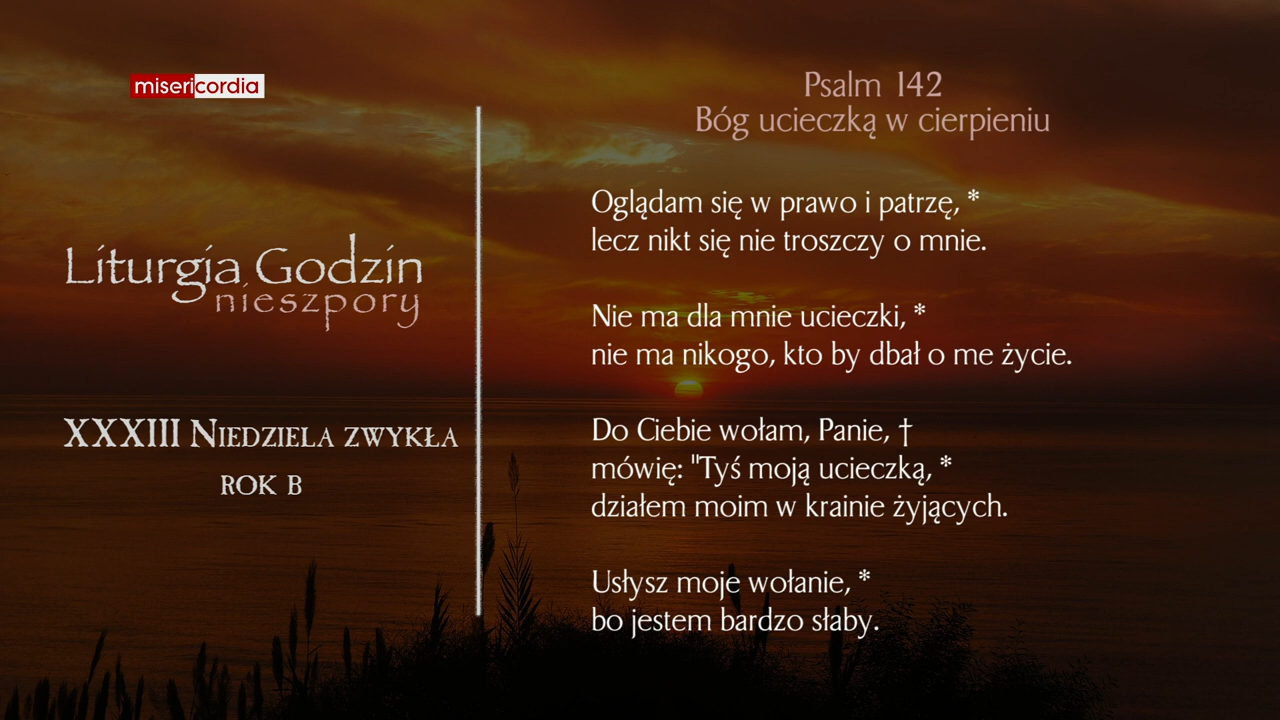 misericordia
Liturgia Godzin
nieszpory
XXXIII Niedziela zwykła
rok B
Psalm 142
Bóg ucieczką w cierpieniu
Oglądam się w prawo i patrzę, *
lecz nikt się nie troszczy o mnie.
Nie ma dla mnie ucieczki, *
nie ma nikogo, kto by dbał o me życie.
Do Ciebie wołam, Panie, †
mówię: "Tyś moją ucieczką, *
działem moim w krainie żyjących.
Usłysz moje wołanie, *
bo jestem bardzo słaby.